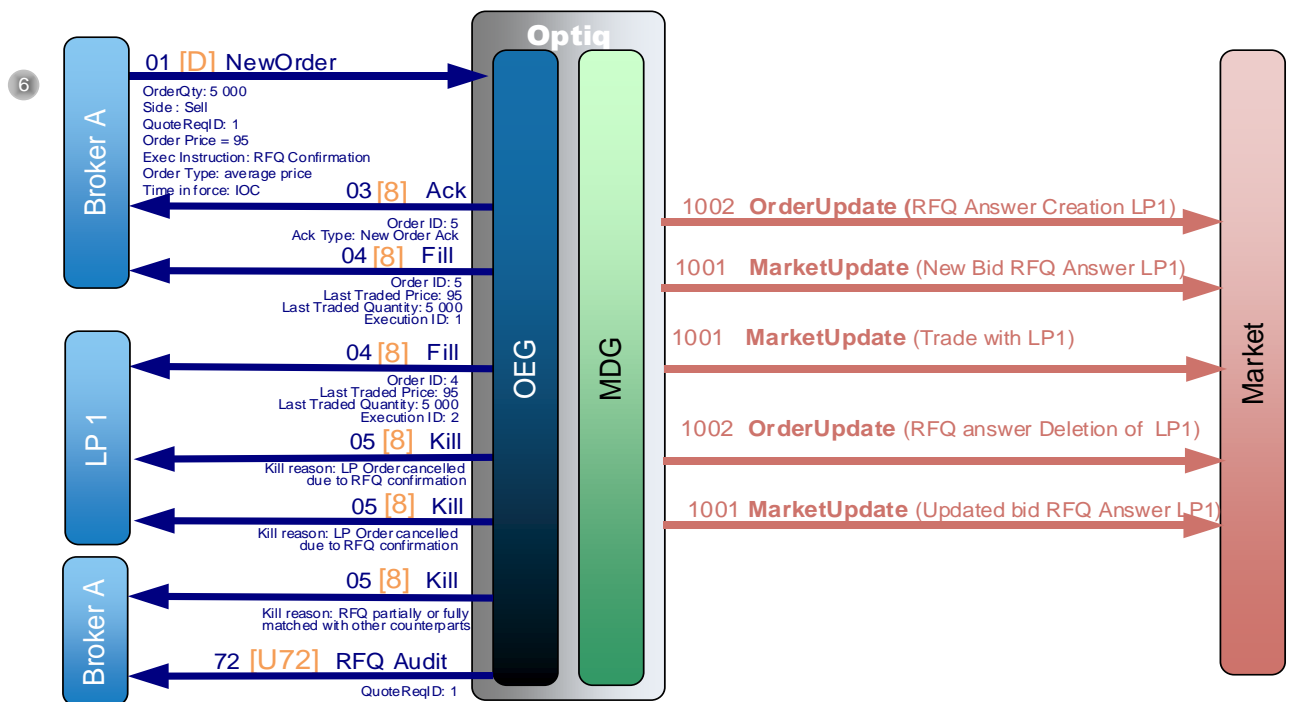 Optiq
6
Broker A
01 [D] NewOrder
OrderQty: 5 000
Side : Sell
QuoteReqID: 1
Order Price = 95
Exec Instruction: RFQ Confirmation
Order Type: average price
Time in force: IOC
03 [8] Ack
Order ID: 5
Ack Type: New Order Ack
04 [8] Fill
Order ID: 5
Last Traded Price: 95
Last Traded Quantity: 5 000
Execution ID: 1
LP 1
04 [8] Fill
Order ID: 4
Last Traded Price: 95
Last Traded Quantity: 5 000
Execution ID: 2
05 [8] Kill
Kill reason: LP Order cancelled
due to RFQ confirmation
05 [8] Kill
Kill reason: LP Order cancelled
due to RFQ confirmation
Broker A
05 [8] Kill
Kill reason: RFQ partially or fully
matched with other counterparts
72 [U72] RFQ Audit
QuoteReqID: 1
OEG
MDG
1002 OrderUpdate (RFQ Answer Creation LP1)
1001 MarketUpdate (New Bid RFQ Answer LP1)
1001 MarketUpdate (Trade with LP1)
1002 OrderUpdate (RFQ answer Deletion of LP1)
1001 MarketUpdate (Updated bid RFQ Answer LP1)
Market